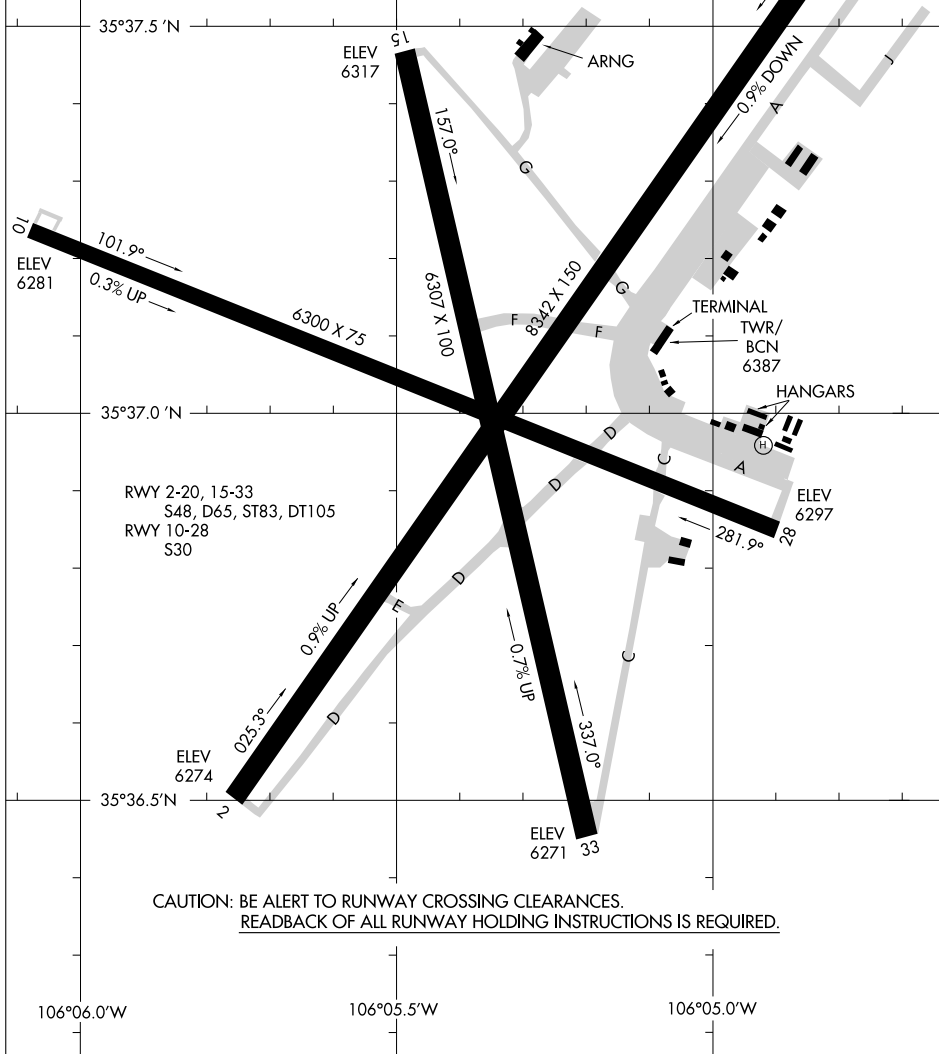 35°37.5 'N
15
ELEV
6317
ARNG
0.9% DOWN
A
J
157.0°
G
10
ELEV
6281
101.9°
0.3% UP
6300 X 75
6307 X 100
8342 X 150
G
F
F
TERMINAL
TWR/
BCN
6387
HANGARS
35°37.0 'N
D
C
H
A
D
ELEV
6297
28
281.9°
RWY 2-20, 15-33
S48, D65, ST83, DT105
RWY 10-28
S30
D
E
0.9% UP
0.7% UP
C
D
025.3°
337.0°
ELEV
6274
2
35°36.5'N
ELEV
6271
33
CAUTION: BE ALERT TO RUNWAY CROSSING CLEARANCES.
READBACK OF ALL RUNWAY HOLDING INSTRUCTIONS IS REQUIRED.
106°06.0'W
106°05.5'W
106°05.0'W